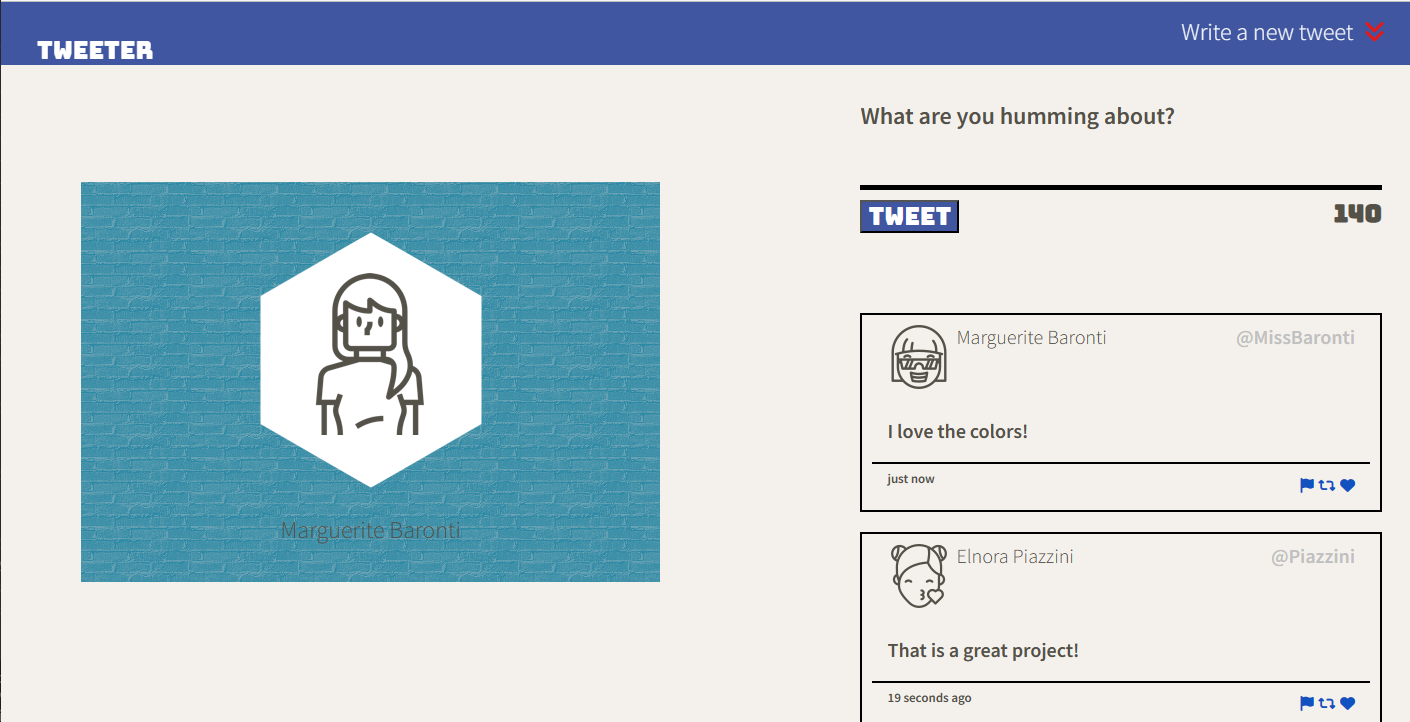 TWEETER
Write a new tweet
What are you humming about?
TWEET
140
Marguerite Baronti
Marguerite Baronti @MissBaronti
I love the colors!
just now
Elnora Piazzini @Piazzini
That is a great project!
19 seconds ago